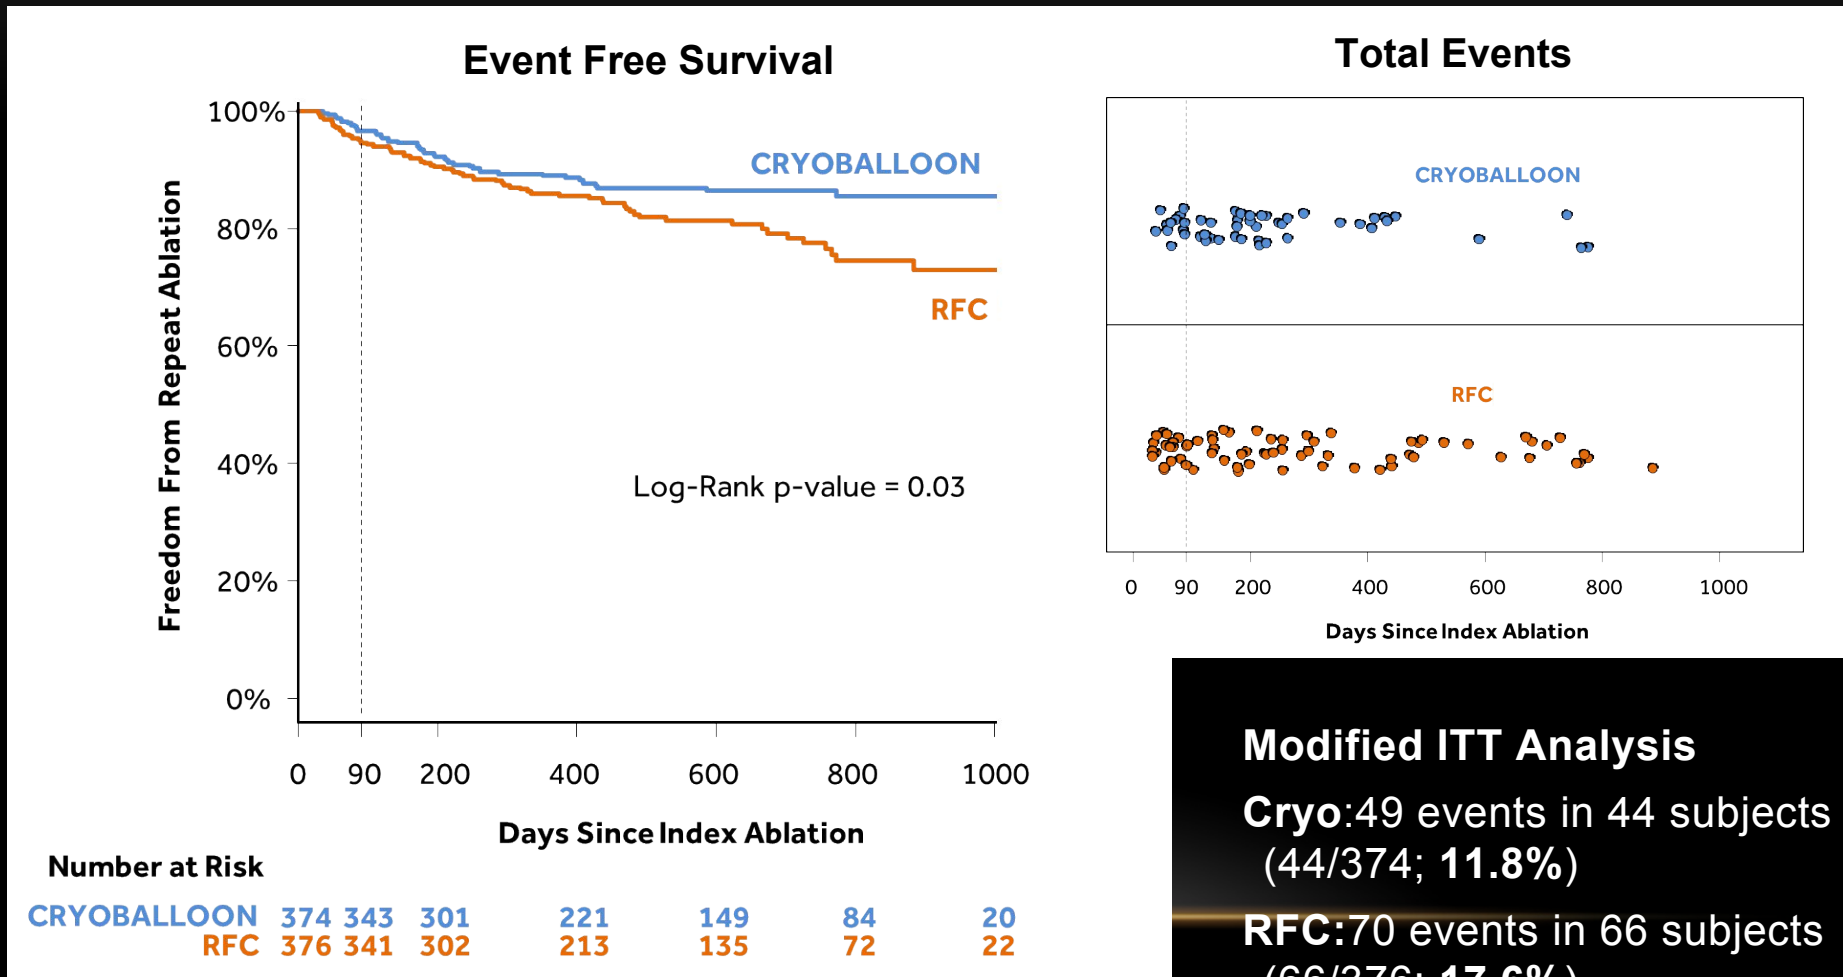 Event Free Survival
Freedom From Repeat Ablation
100%
80%
60%
40%
20%
0%
CRYOBALLOON
RFC
Log-Rank p-value = 0.03
0 90 200 400 600 800 1000
Days Since Index Ablation
Number at Risk
CRYOBALLOON 374 343 301 221 149 84 20
RFC 376 341 302 213 135 72 22
Total Events
CRYOBALLOON
RFC
0 90 200 400 600 800 1000
Days Since Index Ablation
Modified ITT Analysis
Cryo:49 events in 44 subjects
(44/374; 11.8%)
RFC:70 events in 66 subjects
(66/376; 17.6%)